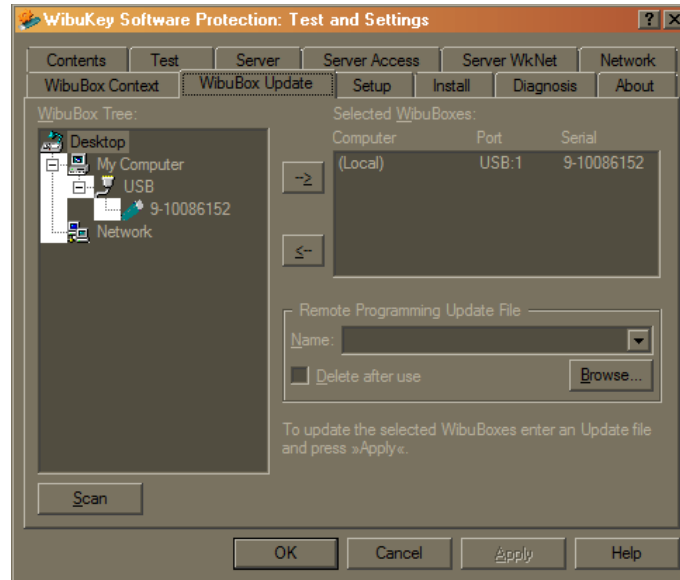 WibuKey Software Protection: Test and Settings
Contents Test Server Server Access Server WkNet Network
WibuBox Context WibuBox Update Setup Install Diagnosis About
WibuBox Tree:
Desktop
My Computer
USB
9-10086152
Network
Scan
Selected WibuBoxes:
Computer Port Serial
(Local) USB:1 9-10086152
-->
<--
Remote Programming Update File
Name:
Delete after use
Browse...
To update the selected WibuBoxes enter an Update file
and press »Apply«.
OK Cancel Apply Help